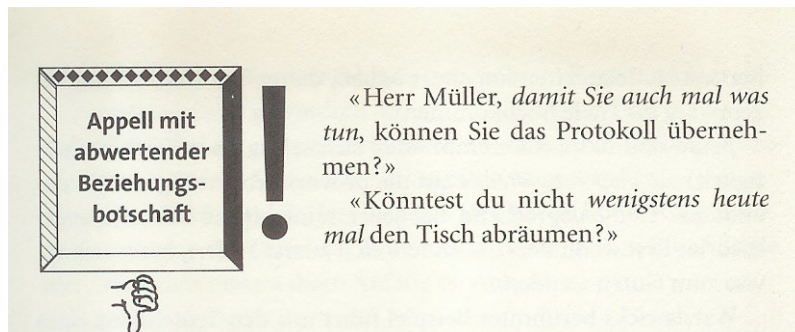 Appell mit
abwertender
Beziehungs-
botschaft
«Herr Müller, damit Sie auch mal was
tun, können Sie das Protokoll überneh-
men?»
«Könntest du nicht wenigstens heute
mal den Tisch abräumen?»